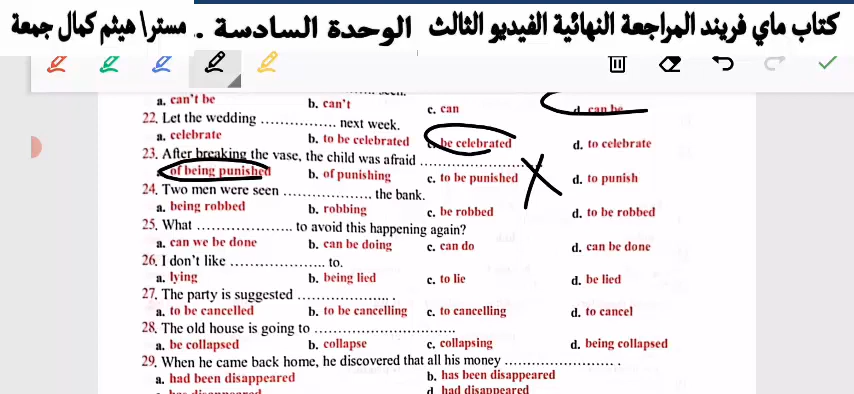 كتاب ماي فريند المراجعة النهائية الفيديو الثالث الوحدة السادسة .. مستر\ هيثم كمال جمعة
................ seen.
a. can't be b. can't c. can d. can be
22. Let the wedding ................ next week.
a. celebrate b. to be celebrated c. be celebrated d. to celebrate
23. After breaking the vase, the child was afraid .........................
a. of being punished b. of punishing c. to be punished d. to punish
24. Two men were seen ................... the bank.
a. being robbed b. robbing c. be robbed d. to be robbed
25. What ..................... to avoid this happening again?
a. can we be done b. can be doing c. can do d. can be done
26. I don't like ..................... to.
a. lying b. being lied c. to lie d. be lied
27. The party is suggested ................... .
a. to be cancelled b. to be cancelling c. to cancelling d. to cancel
28. The old house is going to .............................
a. be collapsed b. collapse c. collapsing d. being collapsed
29. When he came back home, he discovered that all his money ....................... .
a. had been disappeared b. has been disappeared
c. has disappeared d. had disappeared